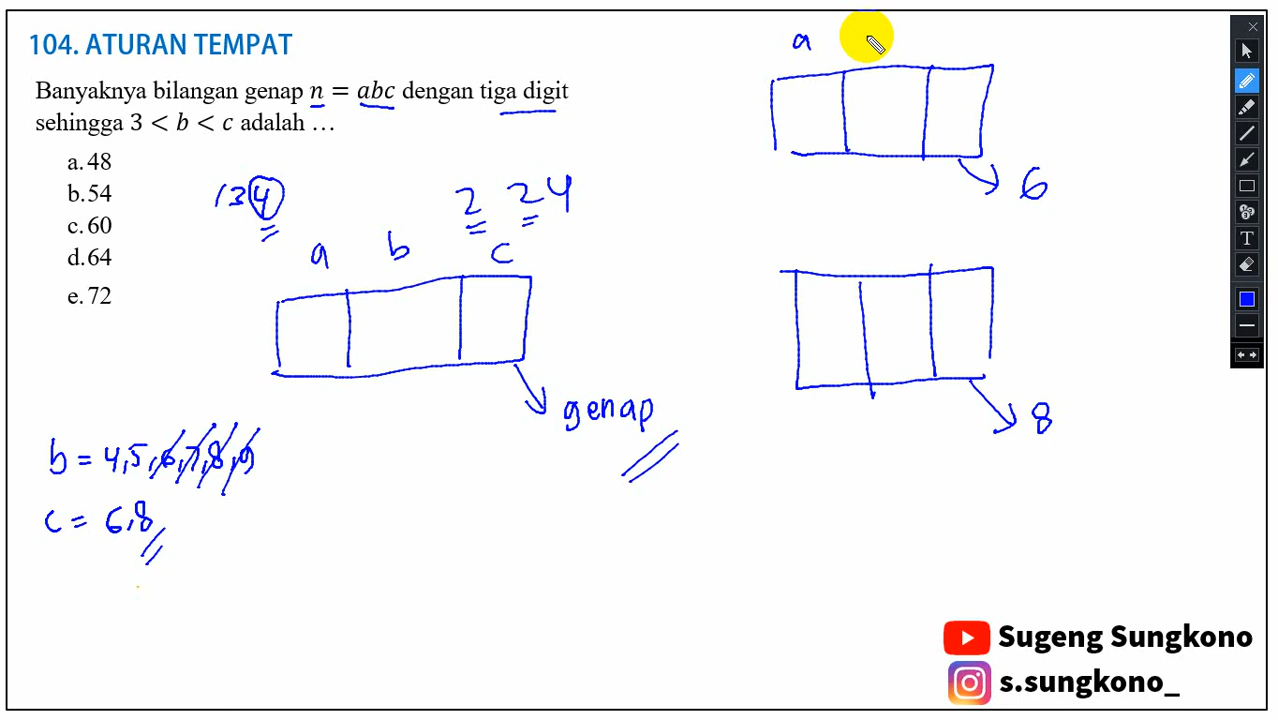 104. ATURAN TEMPAT
Banyaknya bilangan genap n = abc dengan tiga digit
sehingga 3 < b < c adalah …
a. 48
b. 54
c. 60
d. 64
e. 72
134
2 24
a b c
genap
b = 4,5,6,7,8,9
c = 6,8
a
6
8
Sugeng Sungkono
s.sungkono_